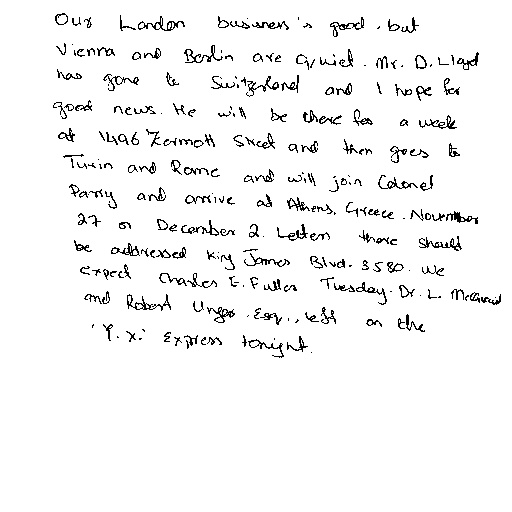 Our London business is good, but
Vienna and Berlin are quiet. Mr. D. Lloyd
has gone to Switzerland and I hope for
good news. He will be there for a week
at 1496 Zermott Street and then goes to
Turin and Rome and will join Colonel
Parry and arrive at Athens, Greece. November
27 or December 2. Letters there should
be addressed King James Blvd. 3580. We
expect Charles E. Fuller Tuesday. Dr. L. McQuaid
and Robert Unger. Esq., left on the
'Y. X.' Express tonight.